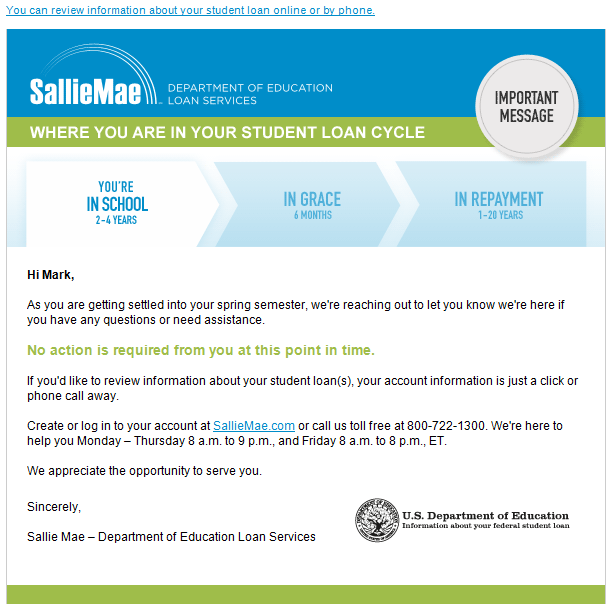 You can review information about your student loan online or by phone.
SallieMae
DEPARTMENT OF EDUCATION
LOAN SERVICES
IMPORTANT
MESSAGE
WHERE YOU ARE IN YOUR STUDENT LOAN CYCLE
YOU'RE
IN SCHOOL
2-4 YEARS
IN GRACE
6 MONTHS
IN REPAYMENT
1-20 YEARS
Hi Mark,
As you are getting settled into your spring semester, we're reaching out to let you know we're here if
you have any questions or need assistance.
No action is required from you at this point in time.
If you'd like to review information about your student loan(s), your account information is just a click or
phone call away.
Create or log in to your account at SallieMae.com or call us toll free at 800-722-1300. We're here to
help you Monday – Thursday 8 a.m. to 9 p.m., and Friday 8 a.m. to 8 p.m., ET.
We appreciate the opportunity to serve you.
Sincerely,
Sallie Mae – Department of Education Loan Services
U.S. Department of Education
Information about your federal student loan